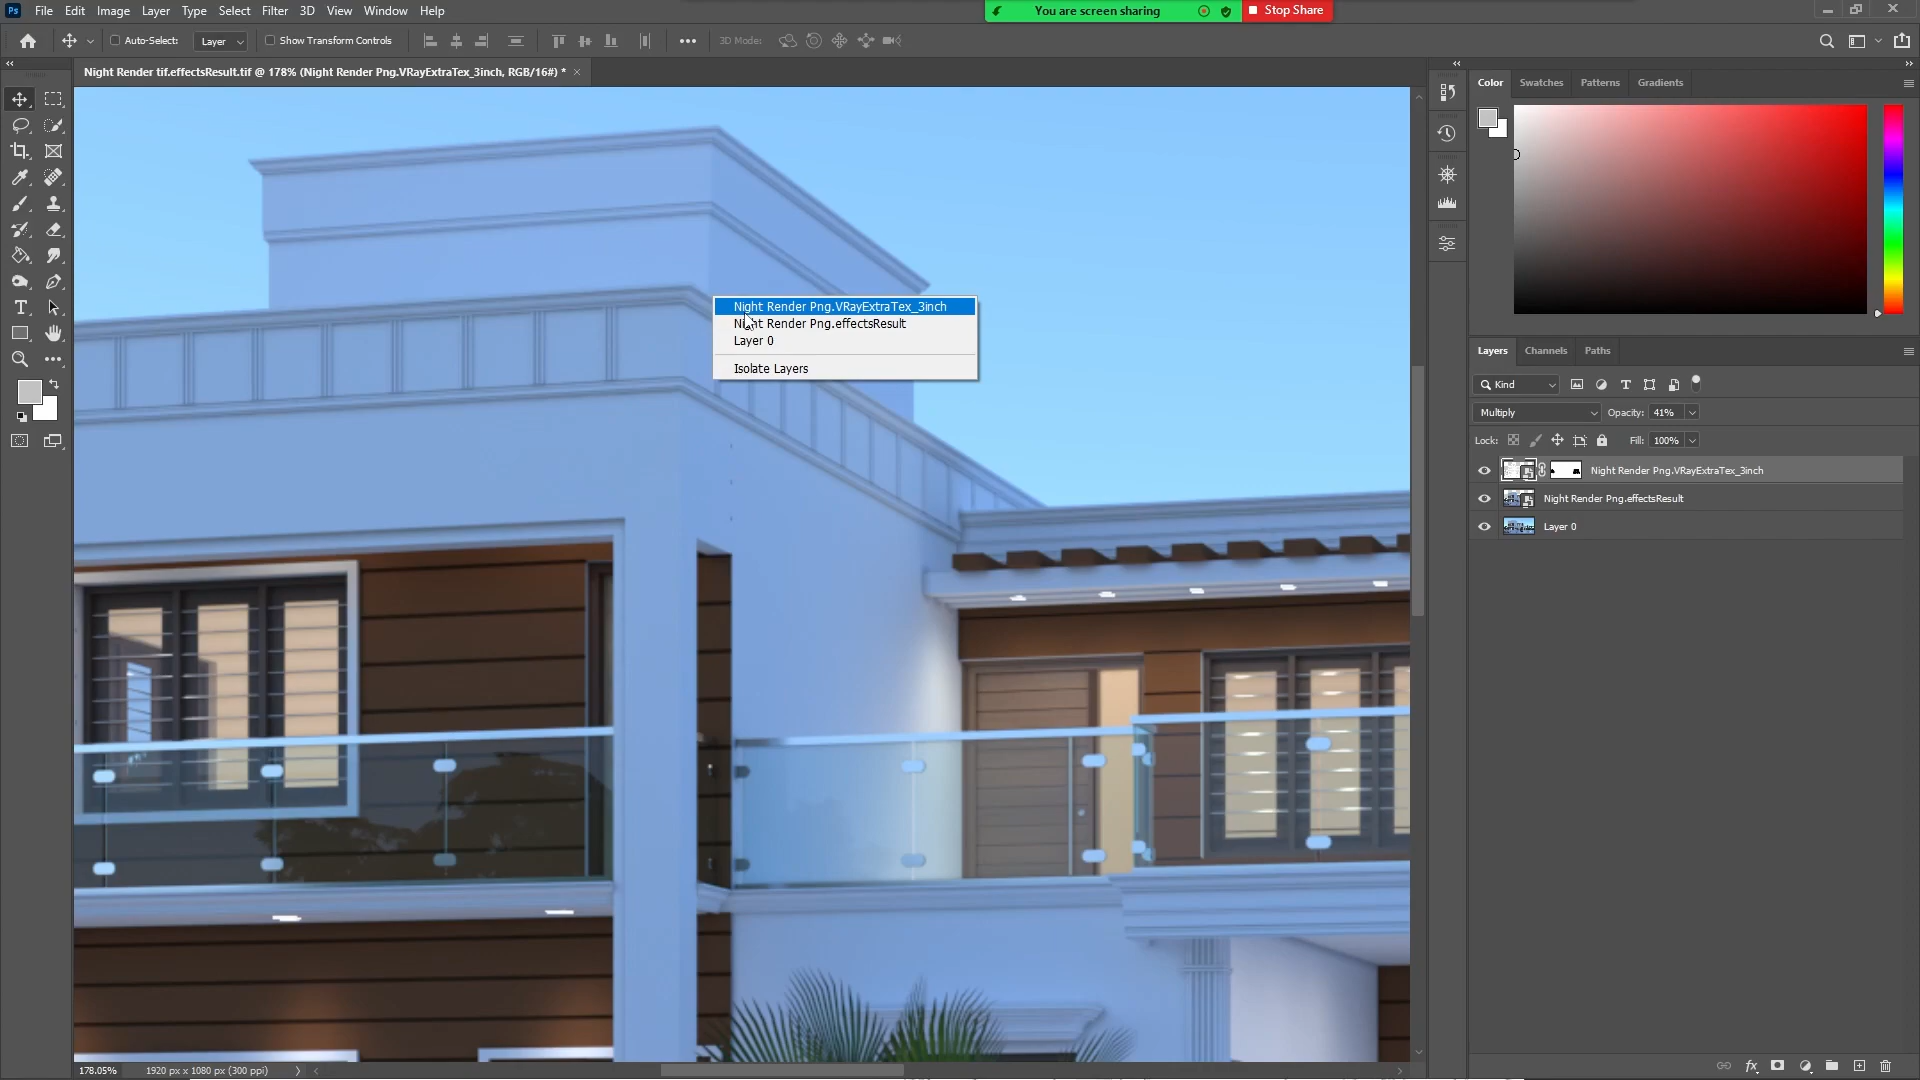 Ps File Edit Image Layer Type Select Filter 3D View Window Help
You are screen sharing Stop Share
Auto-Select: Layer Show Transform Controls 3D Mode:
Night Render tif.effectsResult.tif @ 178% (Night Render Png.VRayExtraTex_3inch, RGB/16#) *
Color Swatches Patterns Gradients
Night Render Png.VRayExtraTex_3inch
Night Render Png.effectsResult
Layer 0
Isolate Layers
Layers Channels Paths
Kind
Multiply Opacity: 41%
Lock: Fill: 100%
Night Render Png.VRayExtraTex_3inch
Night Render Png.effectsResult
Layer 0
178.05% 1920 px x 1080 px (300 ppi)